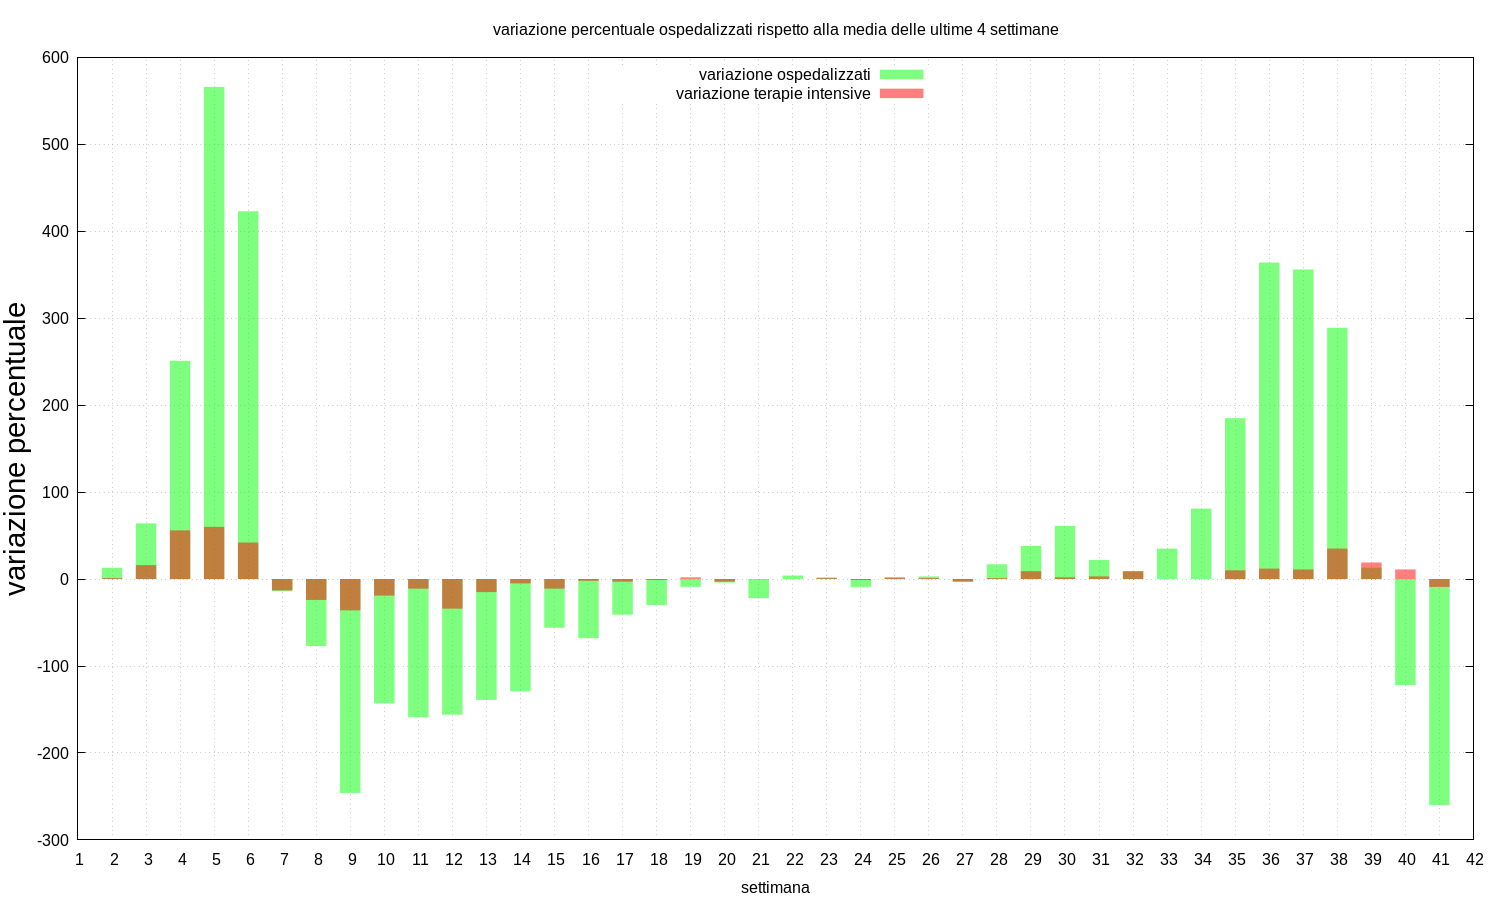 variazione percentuale ospedalizzati rispetto alla media delle ultime 4 settimane
variazione ospedalizzati
variazione terapie intensive
variazione percentuale
600
500
400
300
200
100
0
-100
-200
-300
1 2 3 4 5 6 7 8 9 10 11 12 13 14 15 16 17 18 19 20 21 22 23 24 25 26 27 28 29 30 31 32 33 34 35 36 37 38 39 40 41 42
settimana